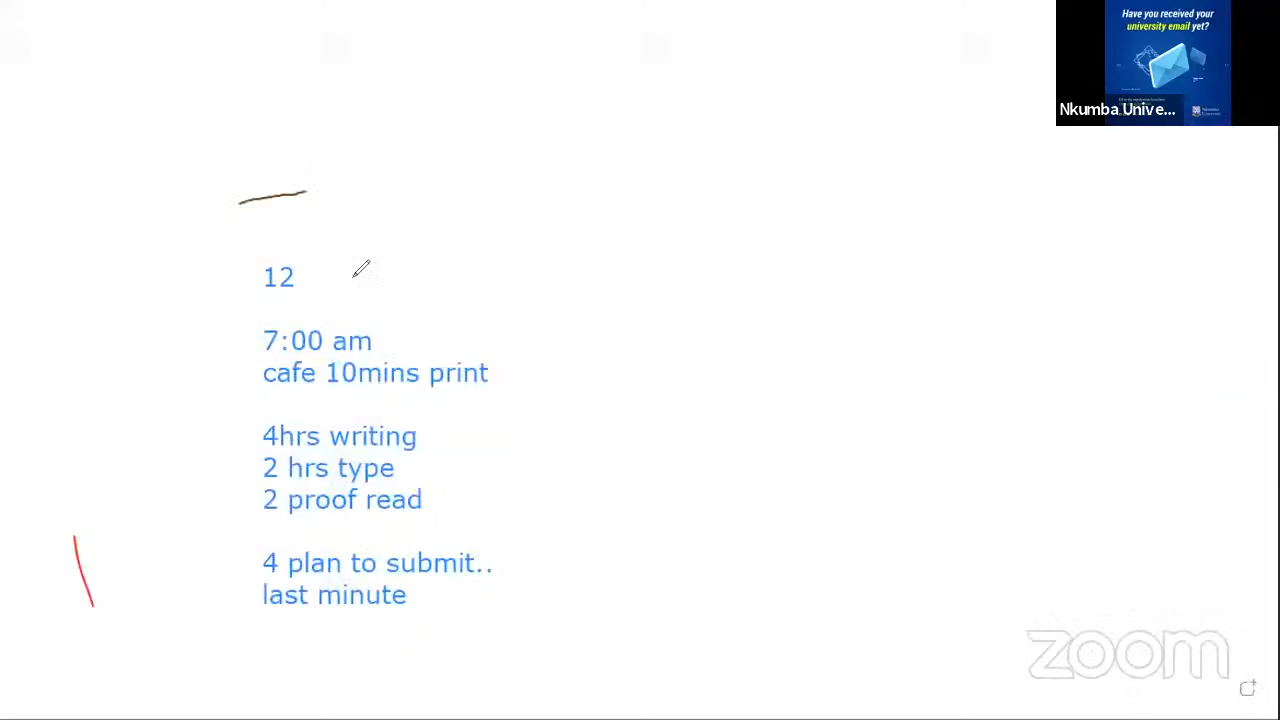 Have you received your
university email yet?
Nkumba Unive...
12
7:00 am
cafe 10mins print
4hrs writing
2 hrs type
2 proof read
4 plan to submit..
last minute
zoom